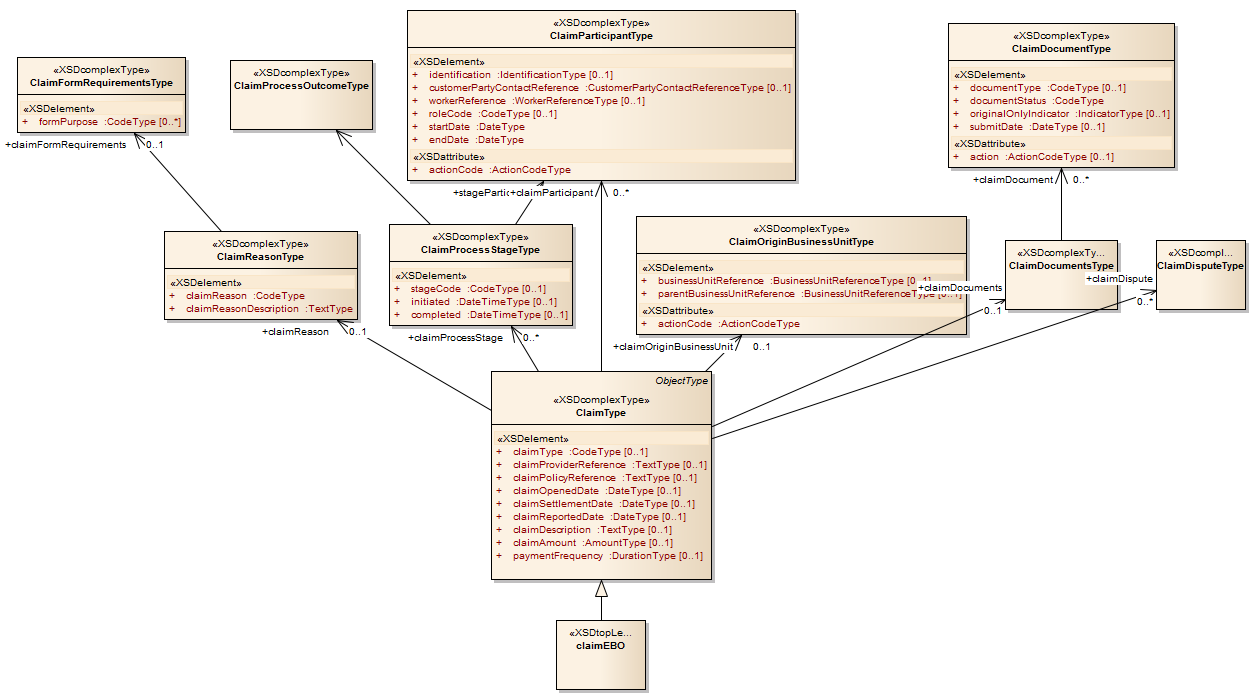 «XSDcomplexType»
ClaimFormRequirementsType
«XSDelement»
+ formPurpose :CodeType [0..*]
+claimFormRequirements 0..1
«XSDcomplexType»
ClaimProcessOutcomeType
«XSDcomplexType»
ClaimParticipantType
«XSDelement»
+ identification :IdentificationType [0..1]
+ customerPartyContactReference :CustomerPartyContactReferenceType [0..1]
+ workerReference :WorkerReferenceType [0..1]
+ roleCode :CodeType [0..1]
+ startDate :DateType
+ endDate :DateType
«XSDattribute»
+ actionCode :ActionCodeType
+stagePartic +claimParticipant 0..*
«XSDcomplexType»
ClaimDocumentType
«XSDelement»
+ documentType :CodeType [0..1]
+ documentStatus :CodeType
+ originalOnlyIndicator :IndicatorType [0..1]
+ submitDate :DateType [0..1]
«XSDattribute»
+ action :ActionCodeType [0..1]
+claimDocument 0..*
«XSDcomplexType»
ClaimReasonType
«XSDelement»
+ claimReason :CodeType
+ claimReasonDescription :TextType
+claimReason 0..1
«XSDcomplexType»
ClaimProcessStageType
«XSDelement»
+ stageCode :CodeType [0..1]
+ initiated :DateTimeType [0..1]
+ completed :DateTimeType [0..1]
+claimProcessStage 0..*
«XSDcomplexType»
ClaimOriginBusinessUnitType
«XSDelement»
+ businessUnitReference :BusinessUnitReferenceType [0..1]
+ parentBusinessUnitReference :BusinessUnitReferenceType [0..1]
«XSDattribute»
+ actionCode :ActionCodeType
+claimOriginBusinessUnit 0..1
«XSDcomplexTy...
ClaimDocumentsType
+claimDocuments
0..1
«XSDcompl...
ClaimDisputeType
+claimDispute
0..*
ObjectType
«XSDcomplexType»
ClaimType
«XSDelement»
+ claimType :CodeType [0..1]
+ claimProviderReference :TextType [0..1]
+ claimPolicyReference :TextType [0..1]
+ claimOpenedDate :DateType [0..1]
+ claimSettlementDate :DateType [0..1]
+ claimReportedDate :DateType [0..1]
+ claimDescription :TextType [0..1]
+ claimAmount :AmountType [0..1]
+ paymentFrequency :DurationType [0..1]
«XSDtopLe...
claimEBO